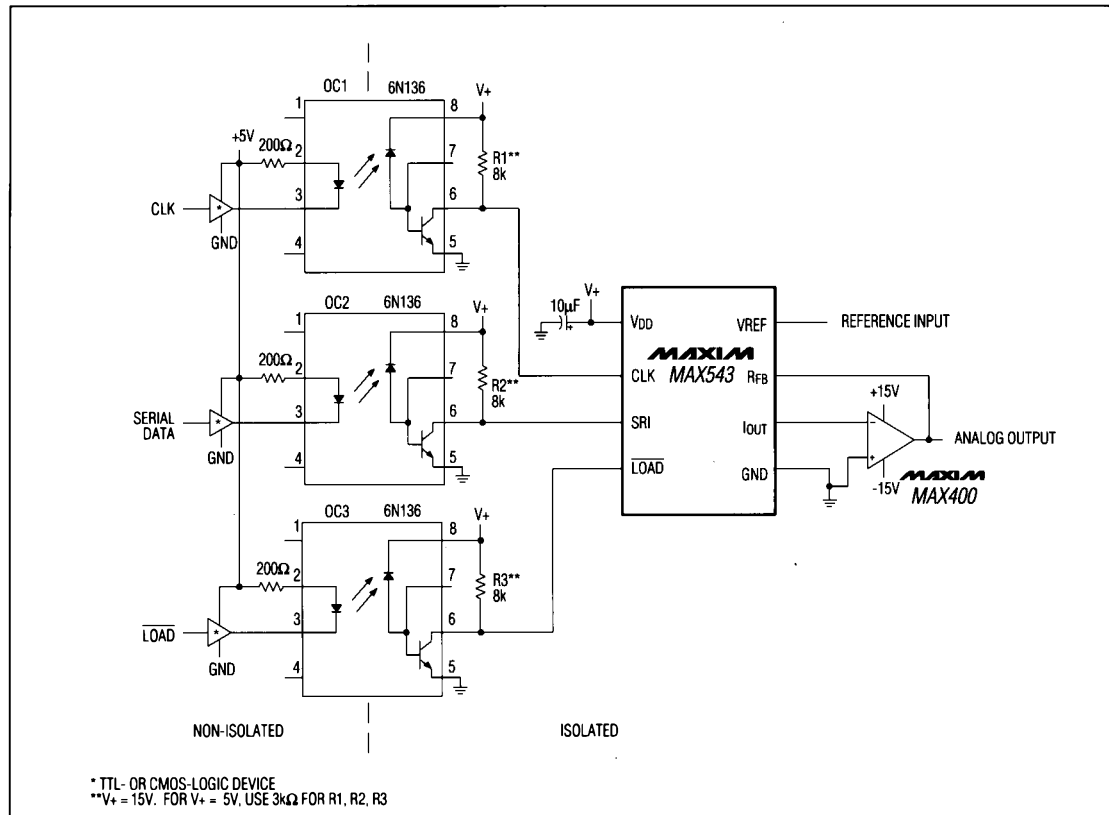 OC1 6N136
1
8
V+
+5V
200Ω
2
7
R1**
8k
3
6
CLK
*
GND
4
5
OC2 6N136
1
8
V+
200Ω
2
7
R2**
8k
3
6
SERIAL
DATA
*
GND
4
5
OC3 6N136
1
8
V+
200Ω
2
7
R3**
8k
3
6
LOAD
*
GND
4
5
V+
10µF
+
VDD
VREF
REFERENCE INPUT
MAXIM
MAX543
CLK
RFB
SRI
IOUT
LOAD
GND
+15V
-
+
-15V
ANALOG OUTPUT
MAXIM
MAX400
NON-ISOLATED
ISOLATED
* TTL- OR CMOS-LOGIC DEVICE
**V+ = 15V. FOR V+ = 5V, USE 3kΩ FOR R1, R2, R3